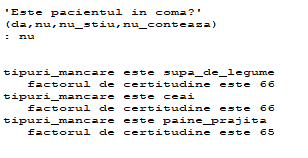 'Este pacientul in coma?'
(da,nu,nu_stiu,nu_conteaza)
: nu
tipuri_mancare este supa_de_legume
factorul de certitudine este 66
tipuri_mancare este ceai
factorul de certitudine este 66
tipuri_mancare este paine_prajita
factorul de certitudine este 65